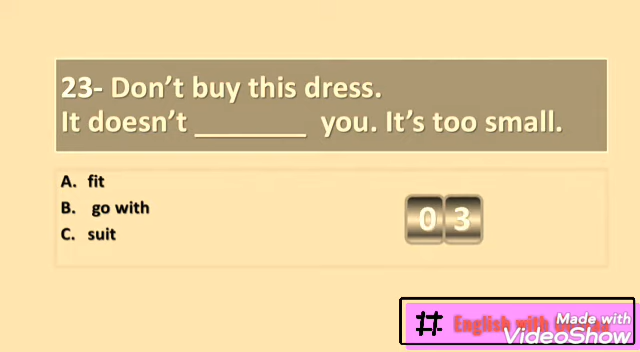 23- Don't buy this dress.
It doesn't ________ you. It's too small.
A. fit
B. go with
C. suit
0 3
# English with
Made with
VideoShow